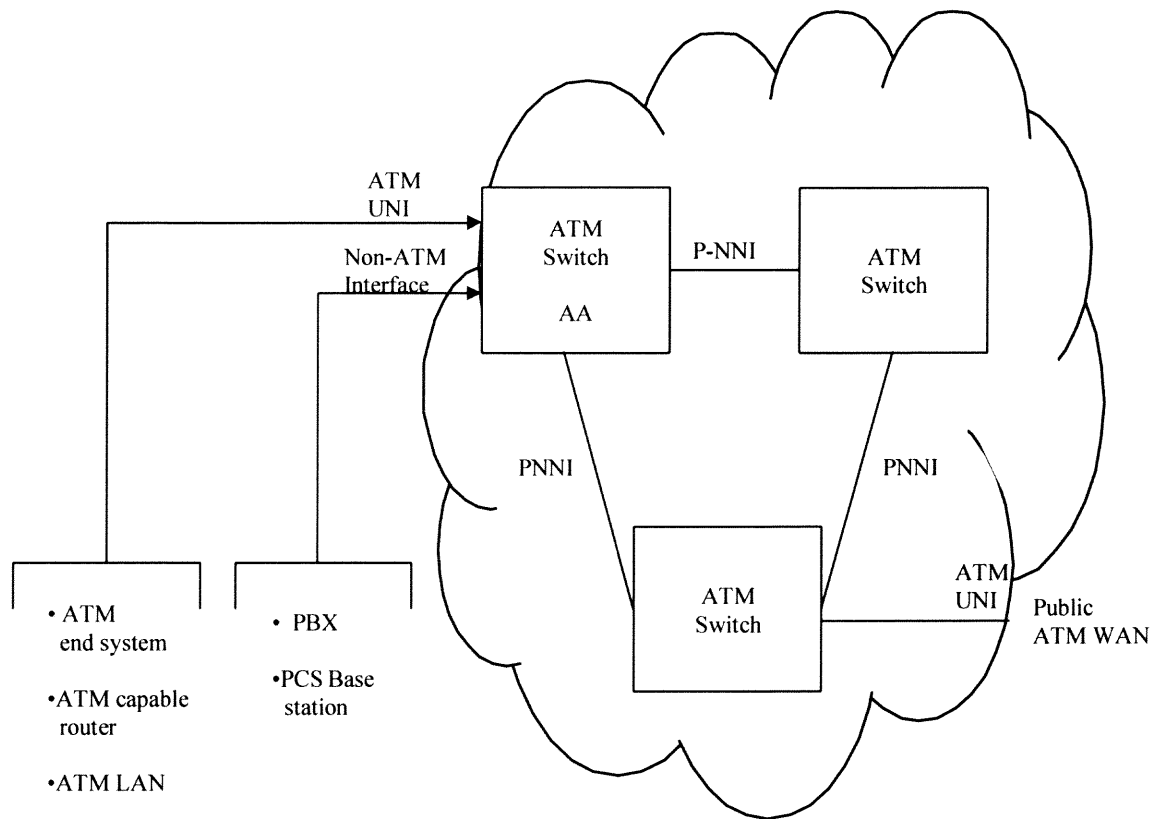 ATM
UNI
Non-ATM
Interface
ATM
Switch
AA
P-NNI
ATM
Switch
PNNI
PNNI
ATM
Switch
ATM
UNI
Public
ATM WAN
• ATM
end system
•ATM capable
router
•ATM LAN
• PBX
•PCS Base
station